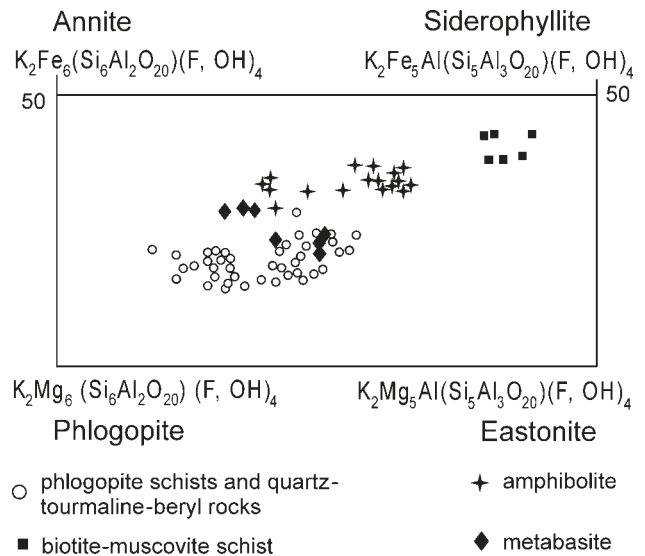 Annite Siderophyllite
K₂Fe₆(Si₆Al₂O₂₀)(F, OH)₄ K₂Fe₅Al(Si₅Al₃O₂₀)(F, OH)₄
50 50
K₂Mg₆ (Si₆Al₂O₂₀) (F, OH)₄ K₂Mg₅Al(Si₅Al₃O₂₀)(F, OH)₄
Phlogopite Eastonite
phlogopite schists and quartz- amphibolite
tourmaline-beryl rocks
biotite-muscovite schist metabasite